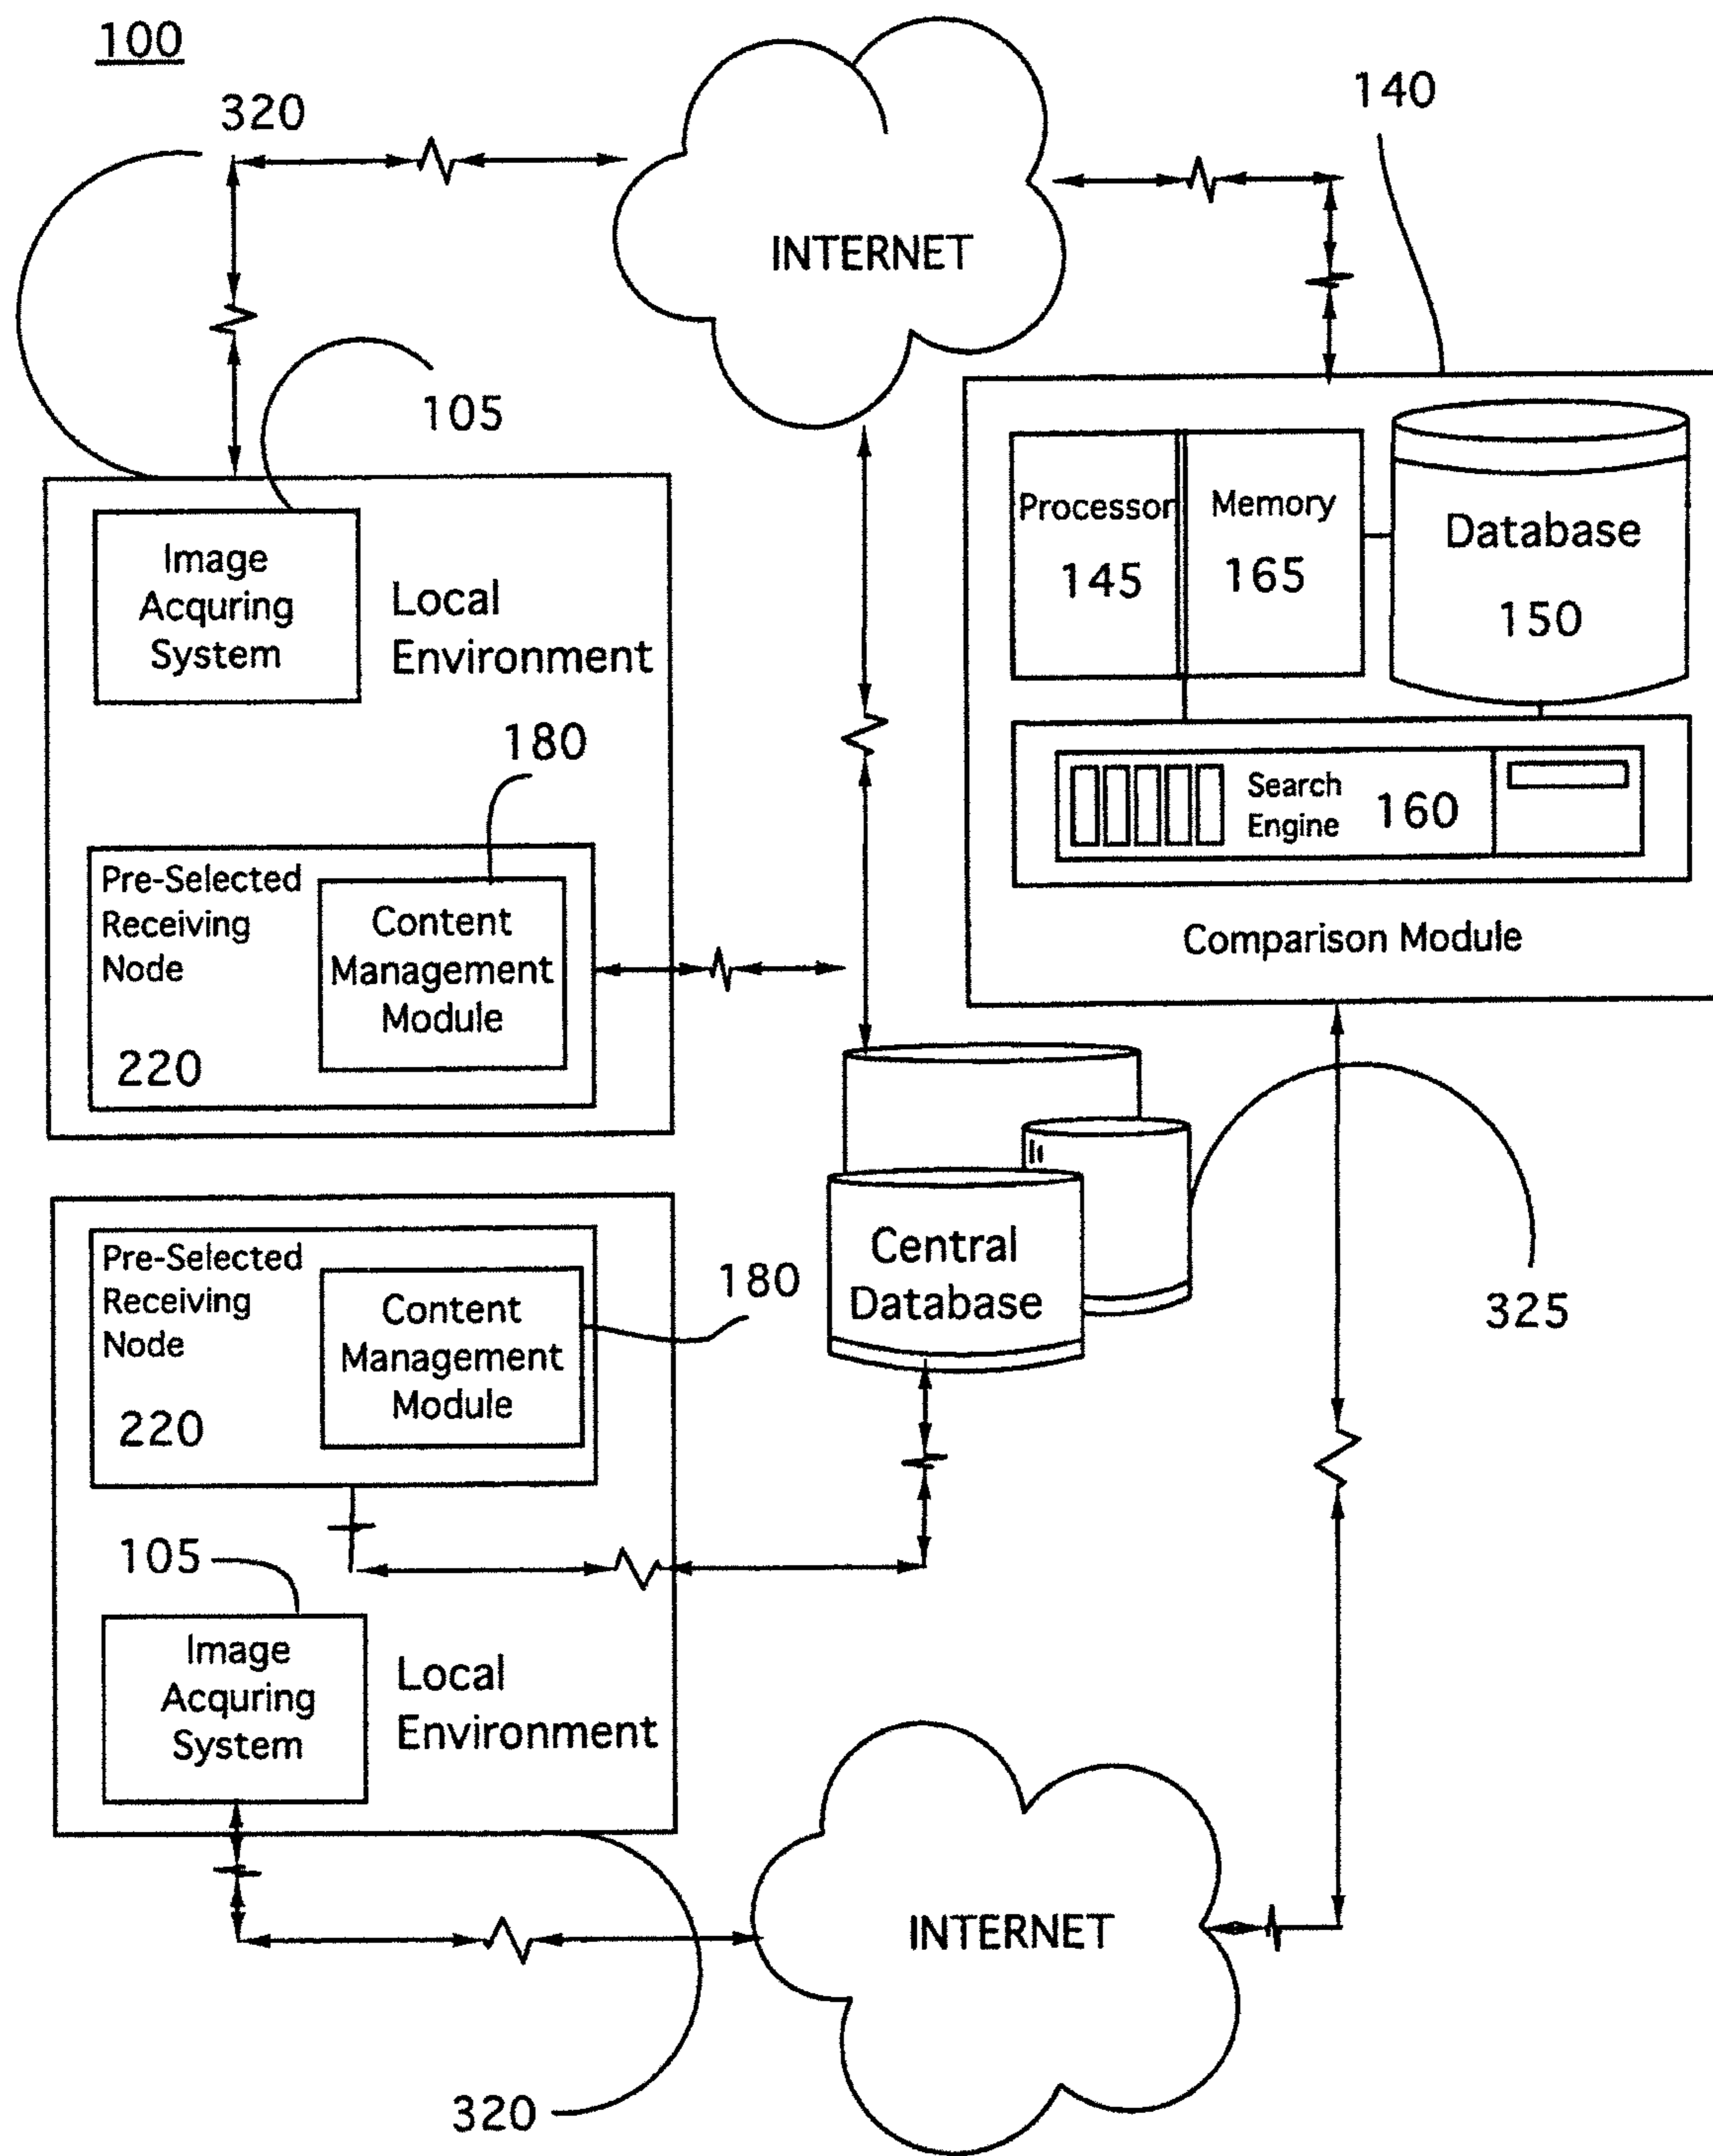 100
320
140
INTERNET
105
Image
Acquring
System
Local
Environment
Processor
145
Memory
165
Database
150
180
Search
Engine
160
Pre-Selected
Receiving
Node
220
Content
Management
Module
Comparison Module
Pre-Selected
Receiving
Node
220
Content
Management
Module
180
Central
Database
325
105
Image
Acquring
System
Local
Environment
INTERNET
320